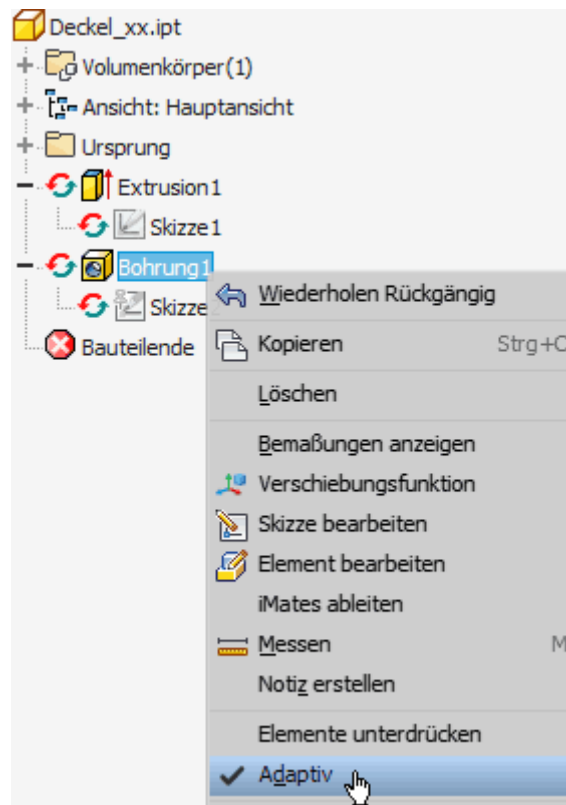 Deckel_xx.ipt
Volumenkörper(1)
Ansicht: Hauptansicht
Ursprung
Extrusion1
Skizze1
Bohrung1
Skizze
Bauteilende
Wiederholen Rückgängig
Kopieren Strg+C
Löschen
Bemaßungen anzeigen
Verschiebungsfunktion
Skizze bearbeiten
Element bearbeiten
iMates ableiten
Messen M
Notiz erstellen
Elemente unterdrücken
Adaptiv